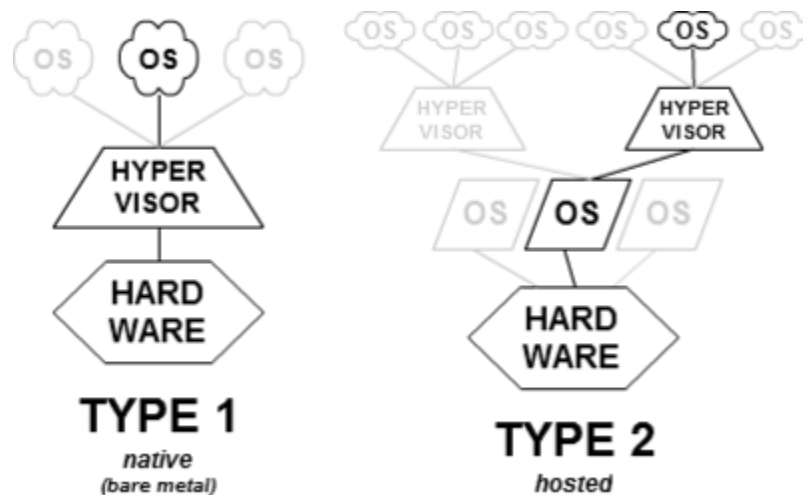 OS OS OS
HYPER
VISOR
HARD
WARE
TYPE 1
native
(bare metal)
OS OS OS OS OS OS
HYPER
VISOR
HYPER
VISOR
OS OS OS
HARD
WARE
TYPE 2
hosted